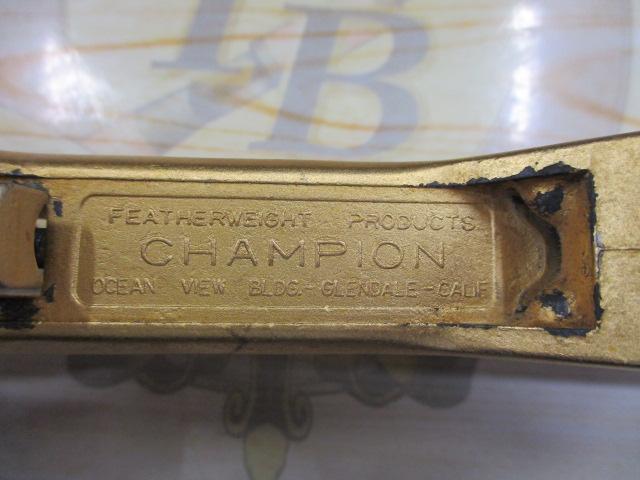 FEATHERWEIGHT PRODUCTS
CHAMPION
OCEAN VIEW BLDG.-GLENDALE-CALIF